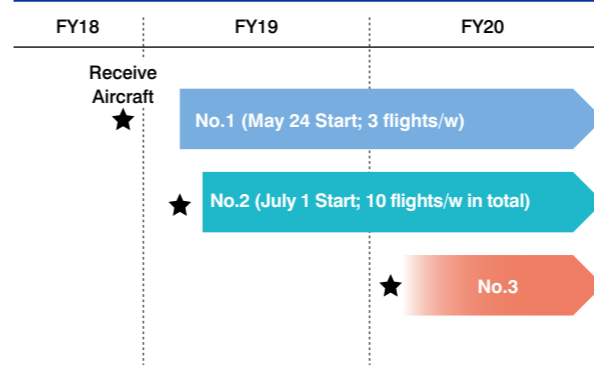 FY18
FY19
FY20
Receive
Aircraft
No.1 (May 24 Start; 3 flights/w)
No.2 (July 1 Start; 10 flights/w in total)
No.3